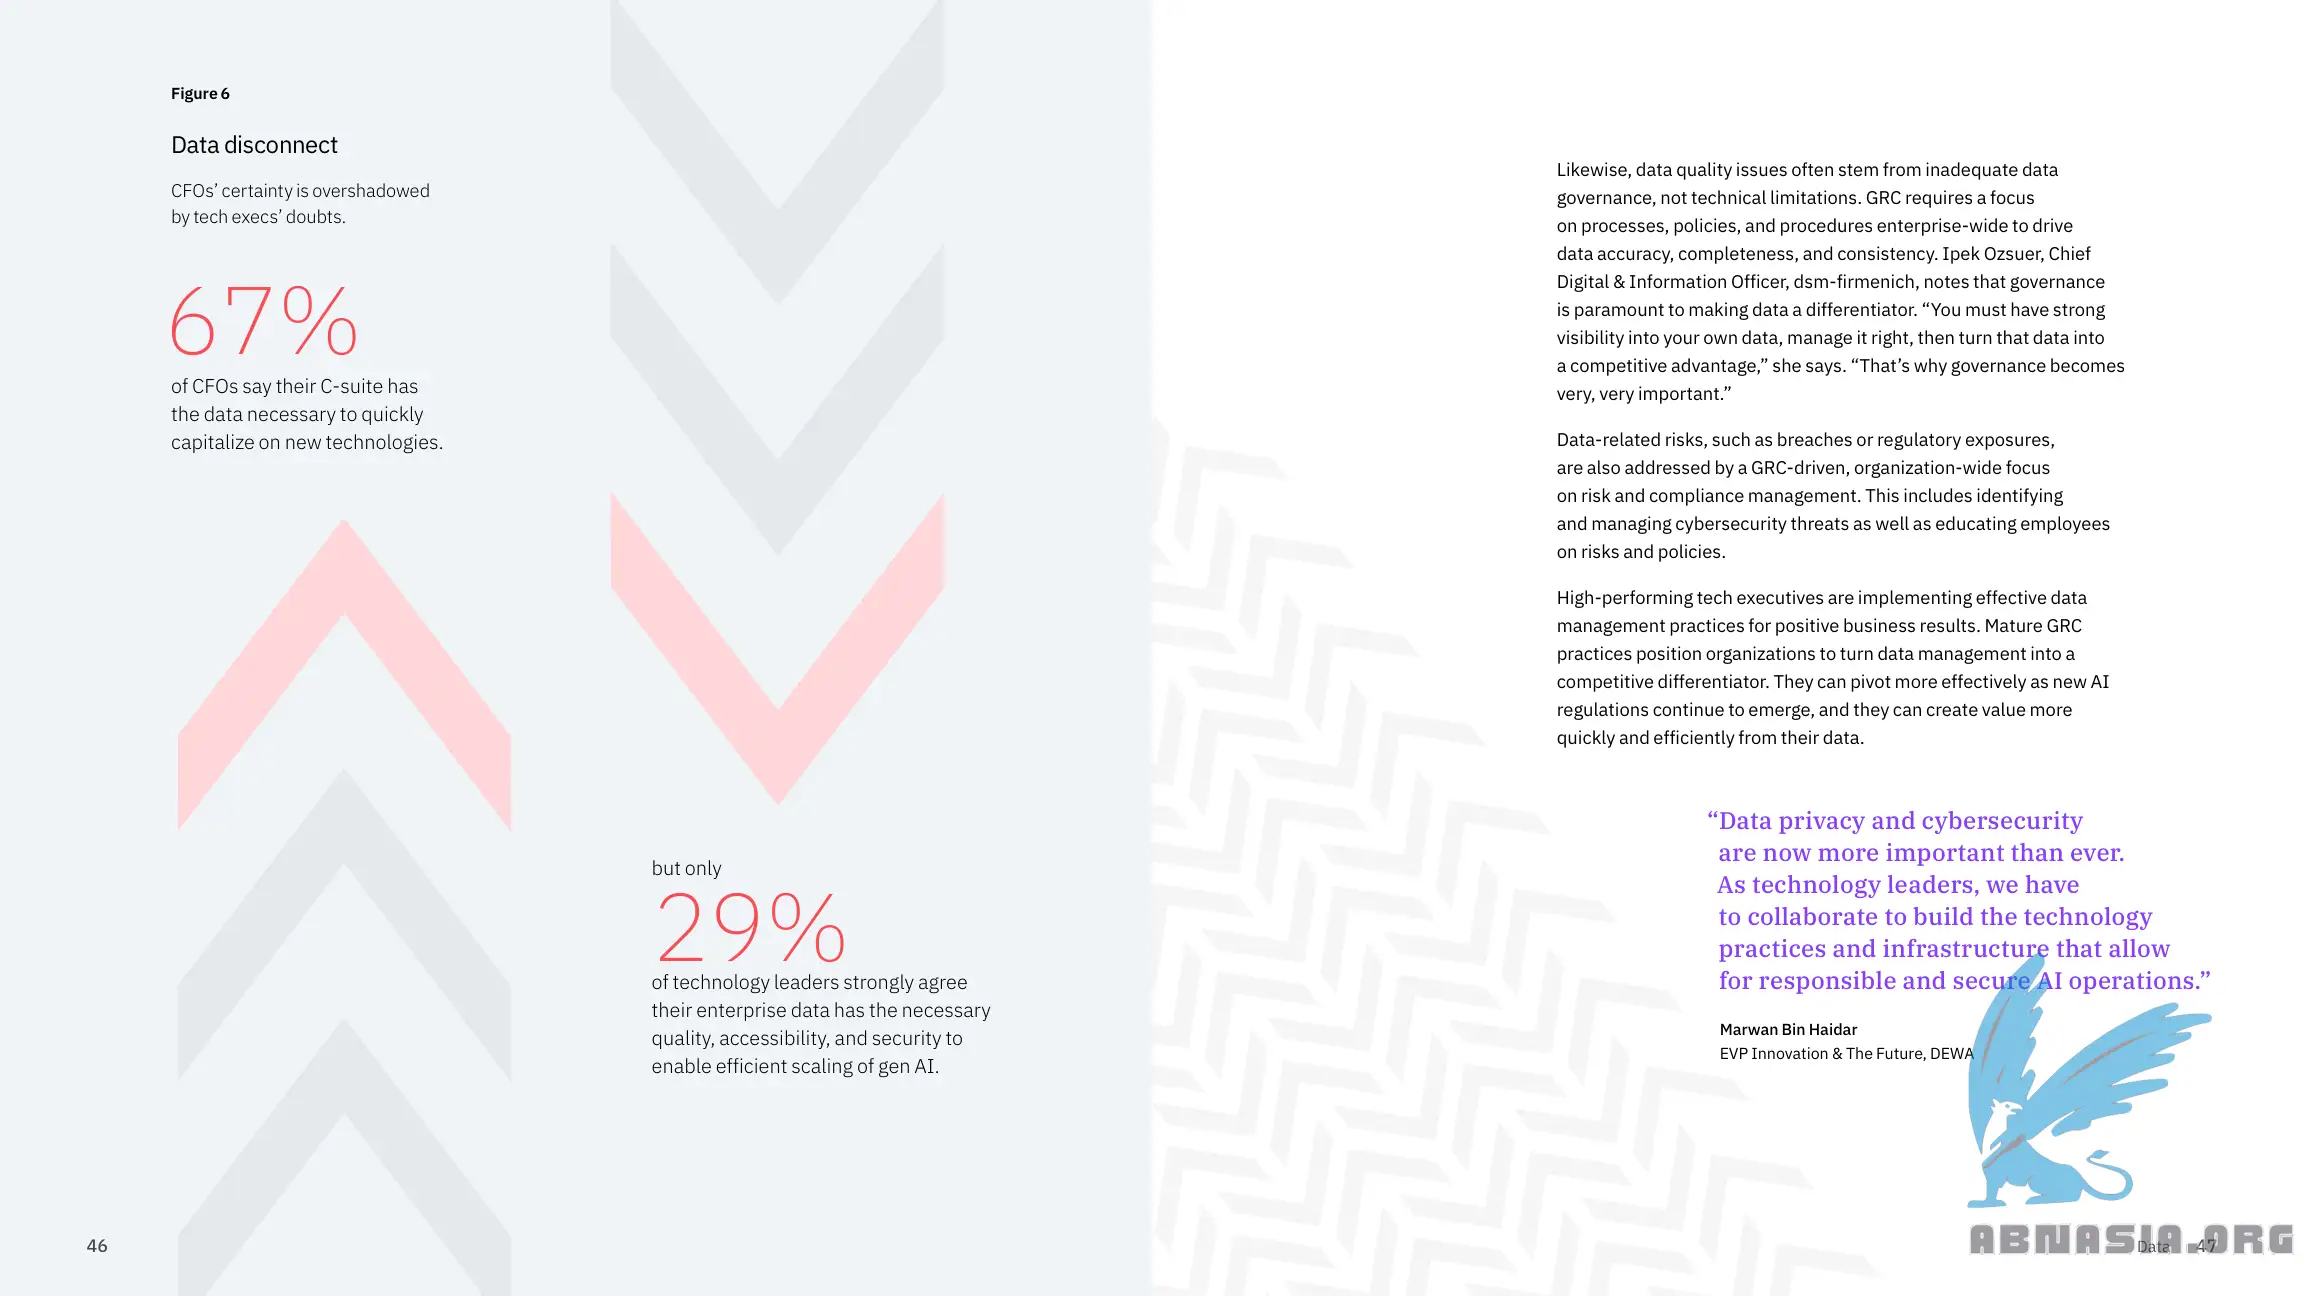 Figure 6
Data disconnect
CFOs’ certainty is overshadowed
by tech execs’ doubts.
67%
of CFOs say their C-suite has
the data necessary to quickly
capitalize on new technologies.
but only
29%
of technology leaders strongly agree
their enterprise data has the necessary
quality, accessibility, and security to
enable efficient scaling of gen AI.
46
Likewise, data quality issues often stem from inadequate data
governance, not technical limitations. GRC requires a focus
on processes, policies, and procedures enterprise-wide to drive
data accuracy, completeness, and consistency. Ipek Ozsuer, Chief
Digital & Information Officer, dsm-firmenich, notes that governance
is paramount to making data a differentiator. “You must have strong
visibility into your own data, manage it right, then turn that data into
a competitive advantage,” she says. “That’s why governance becomes
very, very important.”
Data-related risks, such as breaches or regulatory exposures,
are also addressed by a GRC-driven, organization-wide focus
on risk and compliance management. This includes identifying
and managing cybersecurity threats as well as educating employees
on risks and policies.
High-performing tech executives are implementing effective data
management practices for positive business results. Mature GRC
practices position organizations to turn data management into a
competitive differentiator. They can pivot more effectively as new AI
regulations continue to emerge, and they can create value more
quickly and efficiently from their data.
“Data privacy and cybersecurity
are now more important than ever.
As technology leaders, we have
to collaborate to build the technology
practices and infrastructure that allow
for responsible and secure AI operations.”
Marwan Bin Haidar
EVP Innovation & The Future, DEWA
ABNASIA.ORG
Data 47